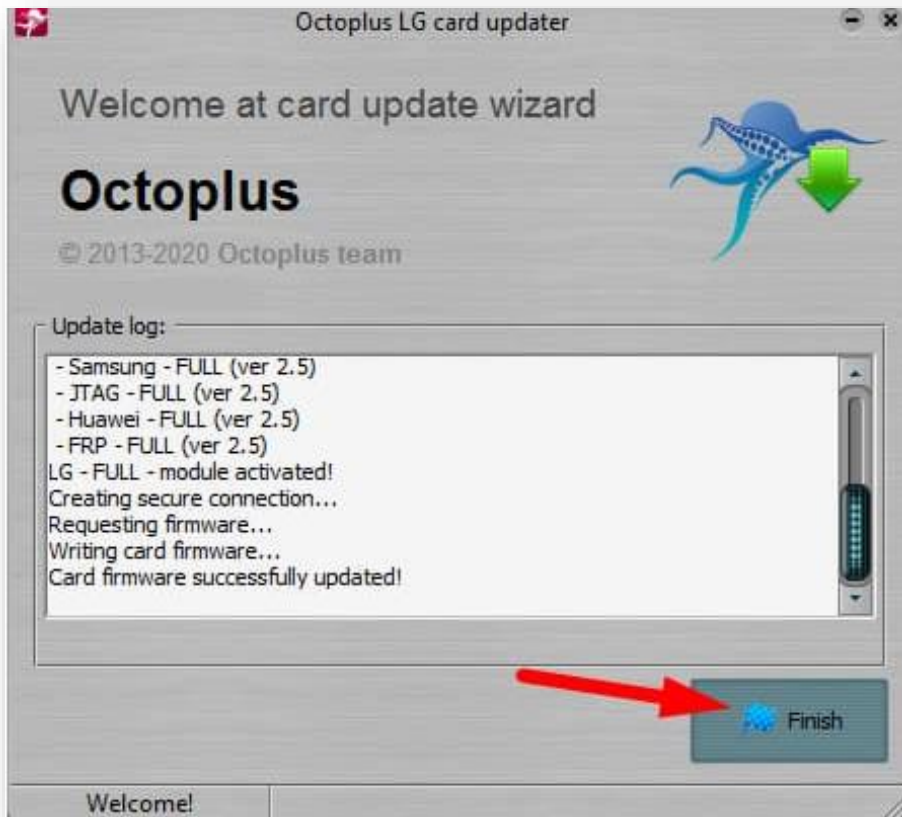 Octoplus LG card updater
Welcome at card update wizard
Octoplus
© 2013-2020 Octoplus team
Update log:
- Samsung - FULL (ver 2.5)
- JTAG - FULL (ver 2.5)
- Huawei - FULL (ver 2.5)
- FRP - FULL (ver 2.5)
LG - FULL - module activated!
Creating secure connection...
Requesting firmware...
Writing card firmware...
Card firmware successfully updated!
Finish
Welcome!